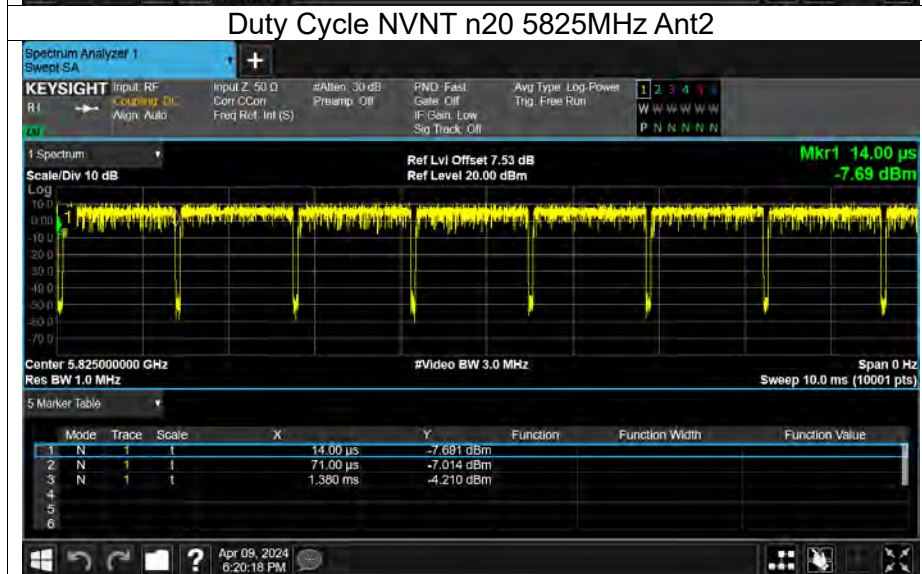 Duty Cycle NVNT n20 5825MHz Ant2
Spectrum Analyzer 1
Swept SA
+
KEYSIGHT Input: RF Input Z: 50 Ω #Atten: 30 dB PNO: Fast Avg Type: Log-Power 1 2 3 4 5 6
R L Coupling: DC Corr CCorr Preamp: Off Gate: Off Trig: Free Run W W W W W W
Align: Auto Freq Ref: Int (S) IF Gain: Low
Sig Track: Off P N N N N N
1 Spectrum Ref Lvl Offset 7.53 dB Mkr1 14.00 µs
Scale/Div 10 dB Ref Level 20.00 dBm -7.69 dBm
Log
10.0
1
0.00
-10.0
-20.0
-30.0
-40.0
-50.0
-60.0
-70.0
Center 5.825000000 GHz #Video BW 3.0 MHz Span 0 Hz
Res BW 1.0 MHz Sweep 10.0 ms (10001 pts)
5 Marker Table
Mode Trace Scale X Y Function Function Width Function Value
1 N 1 t 14.00 µs -7.691 dBm
2 N 1 t 71.00 µs -7.014 dBm
3 N 1 t 1.380 ms -4.210 dBm
4
5
6
? Apr 09, 2024
6:20:18 PM